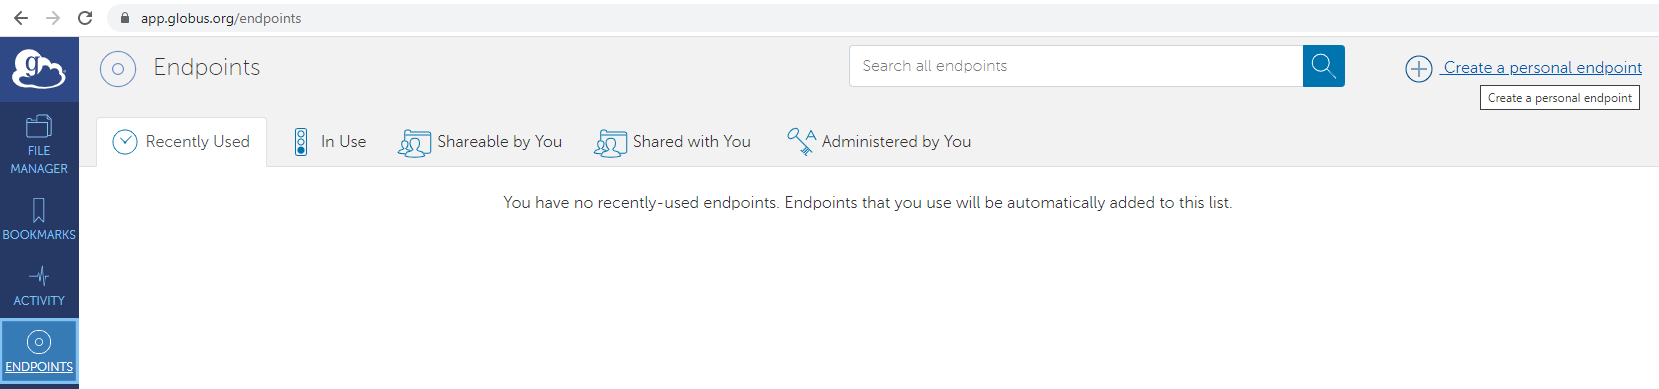 app.globus.org/endpoints
g
Endpoints
Search all endpoints
Create a personal endpoint
Create a personal endpoint
FILE
MANAGER
BOOKMARKS
ACTIVITY
ENDPOINTS
Recently Used
In Use
Shareable by You
Shared with You
A
Administered by You
You have no recently-used endpoints. Endpoints that you use will be automatically added to this list.